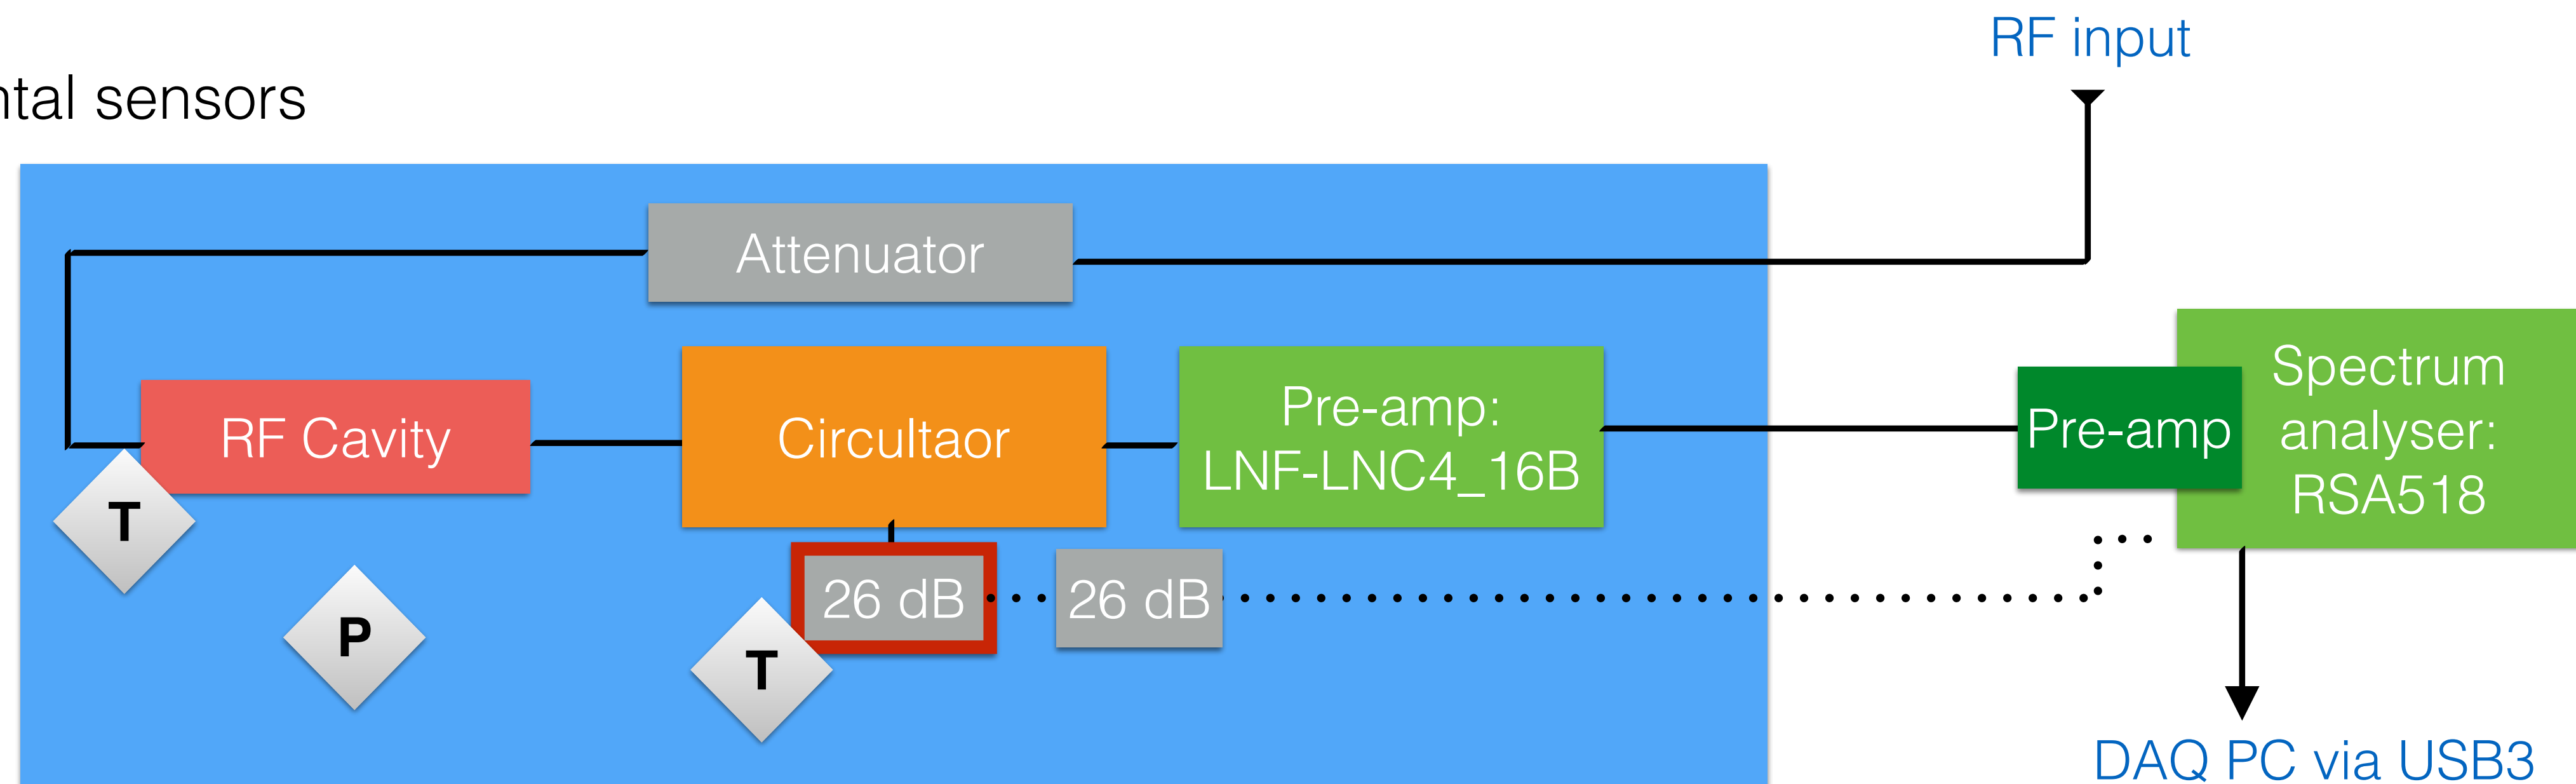 RF input
ntal sensors
Attenuator
RF Cavity
Circultaor
Pre-amp:
LNF-LNC4_16B
Pre-amp
Spectrum
analyser:
RSA518
T
P
26 dB
26 dB
T
DAQ PC via USB3